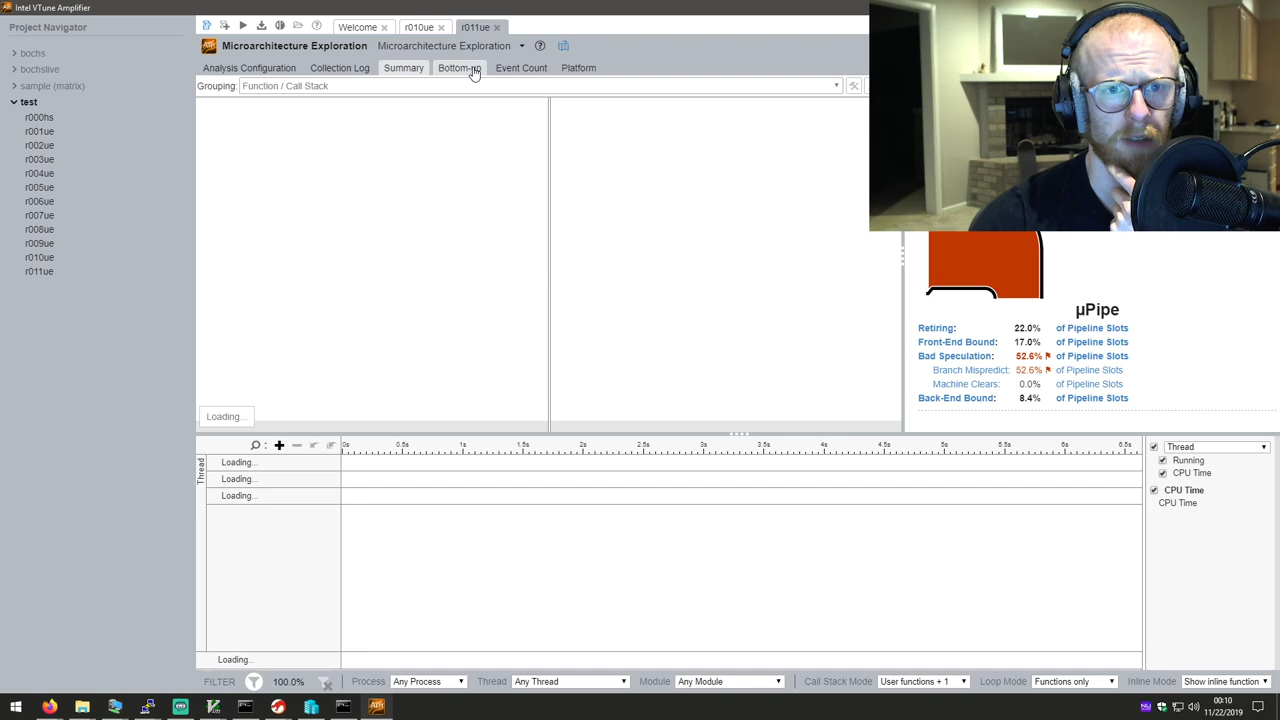 Intel VTune Amplifier
Project Navigator
bochs
bochslive
sample (matrix)
test
r000hs
r001ue
r002ue
r003ue
r004ue
r005ue
r006ue
r007ue
r008ue
r009ue
r010ue
r011ue
Welcome
r010ue
r011ue
Microarchitecture Exploration Microarchitecture Exploration
Analysis Configuration Collection Log Summary Bottom-up Event Count Platform
Grouping: Function / Call Stack
Loading...
µPipe
Retiring: 22.0% of Pipeline Slots
Front-End Bound: 17.0% of Pipeline Slots
Bad Speculation: 52.6% of Pipeline Slots
Branch Mispredict: 52.6% of Pipeline Slots
Machine Clears: 0.0% of Pipeline Slots
Back-End Bound: 8.4% of Pipeline Slots
0s 0.5s 1s 1.5s 2s 2.5s 3s 3.5s 4s 4.5s 5s 5.5s 6s 6.5s
Thread
Loading...
Loading...
Loading...
Loading...
Thread
Running
CPU Time
CPU Time
CPU Time
FILTER 100.0% Process Any Process Thread Any Thread Module Any Module Call Stack Mode User functions + 1 Loop Mode Functions only Inline Mode Show inline function
00:10
11/22/2019